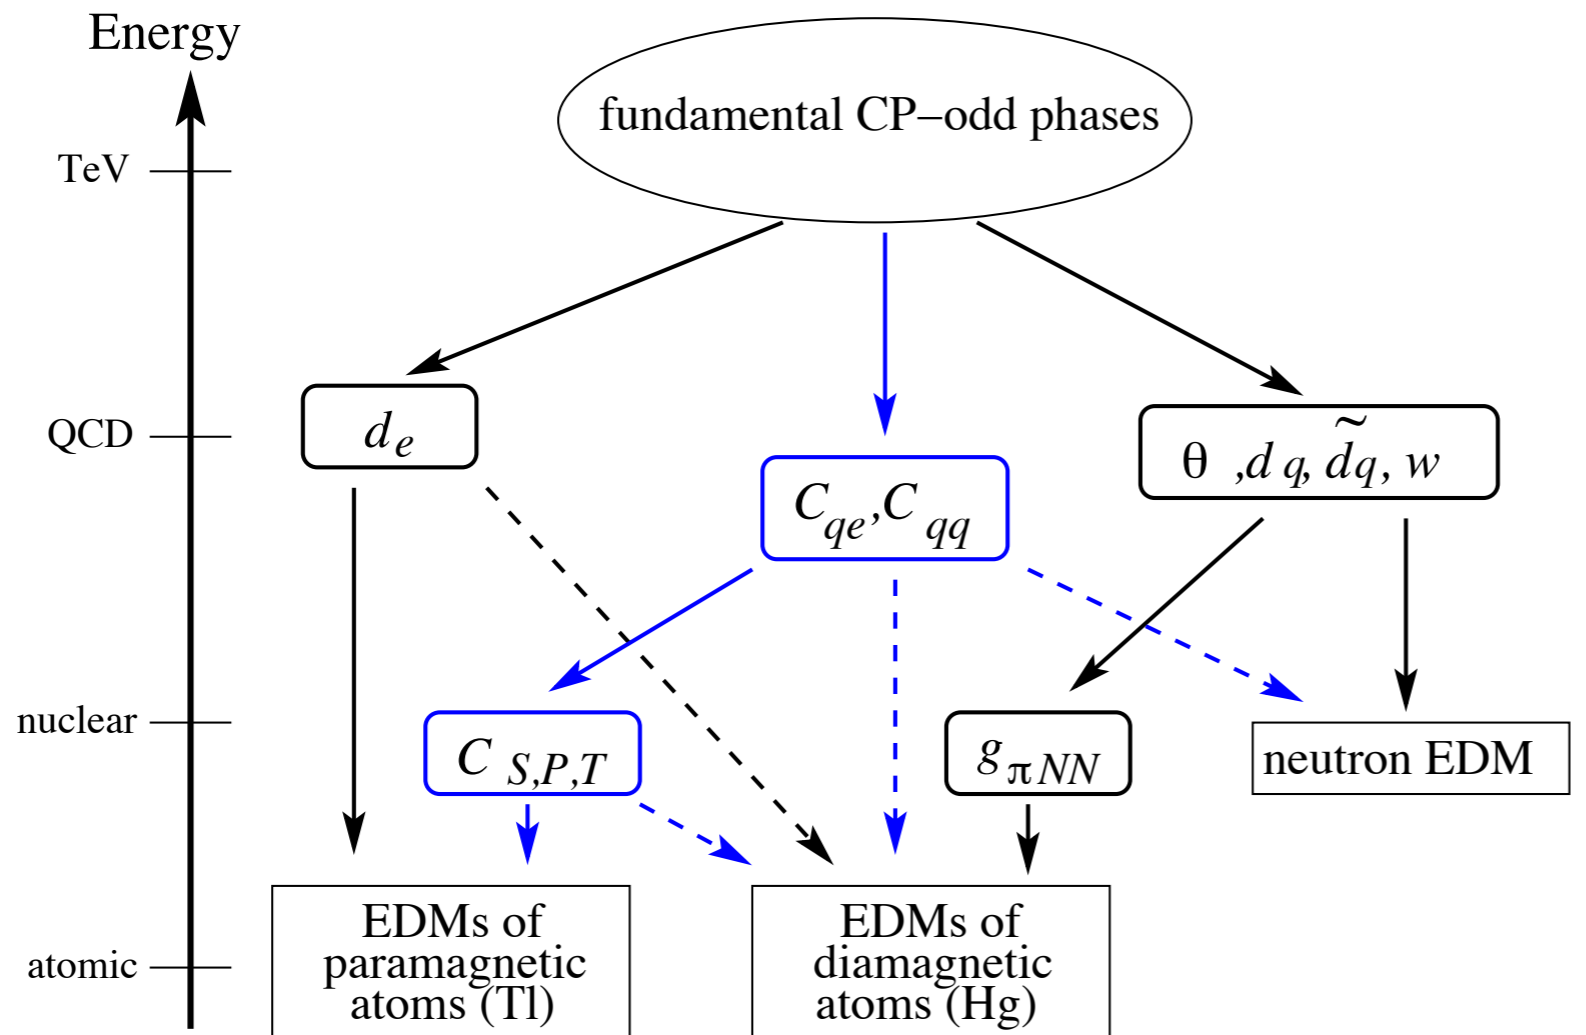 Energy
fundamental CP−odd phases
TeV
QCD
d_e
θ ,d q, d̃q, w
C_qe,C_qq
nuclear
C S,P,T
g_πNN
neutron EDM
EDMs of
paramagnetic
atoms (Tl)
EDMs of
diamagnetic
atoms (Hg)
atomic